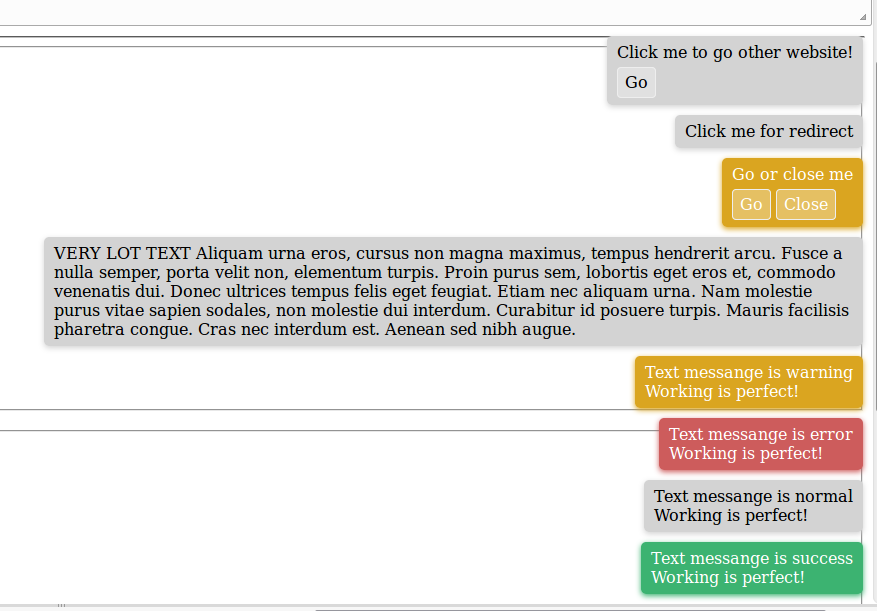 Click me to go other website!
Go
Click me for redirect
Go or close me
Go Close
VERY LOT TEXT Aliquam urna eros, cursus non magna maximus, tempus hendrerit arcu. Fusce a
nulla semper, porta velit non, elementum turpis. Proin purus sem, lobortis eget eros et, commodo
venenatis dui. Donec ultrices tempus felis eget feugiat. Etiam nec aliquam urna. Nam molestie
purus vitae sapien sodales, non molestie dui interdum. Curabitur id posuere turpis. Mauris facilisis
pharetra congue. Cras nec interdum est. Aenean sed nibh augue.
Text messange is warning
Working is perfect!
Text messange is error
Working is perfect!
Text messange is normal
Working is perfect!
Text messange is success
Working is perfect!